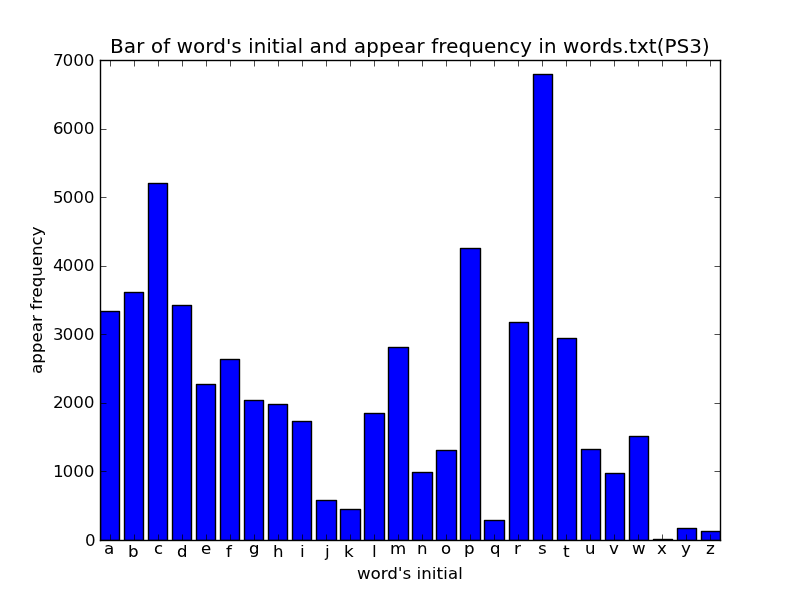 Bar of word's initial and appear frequency in words.txt(PS3)
7000
6000
5000
4000
3000
2000
1000
0
appear frequency
a b c d e f g h i j k l m n o p q r s t u v w x y z
word's initial